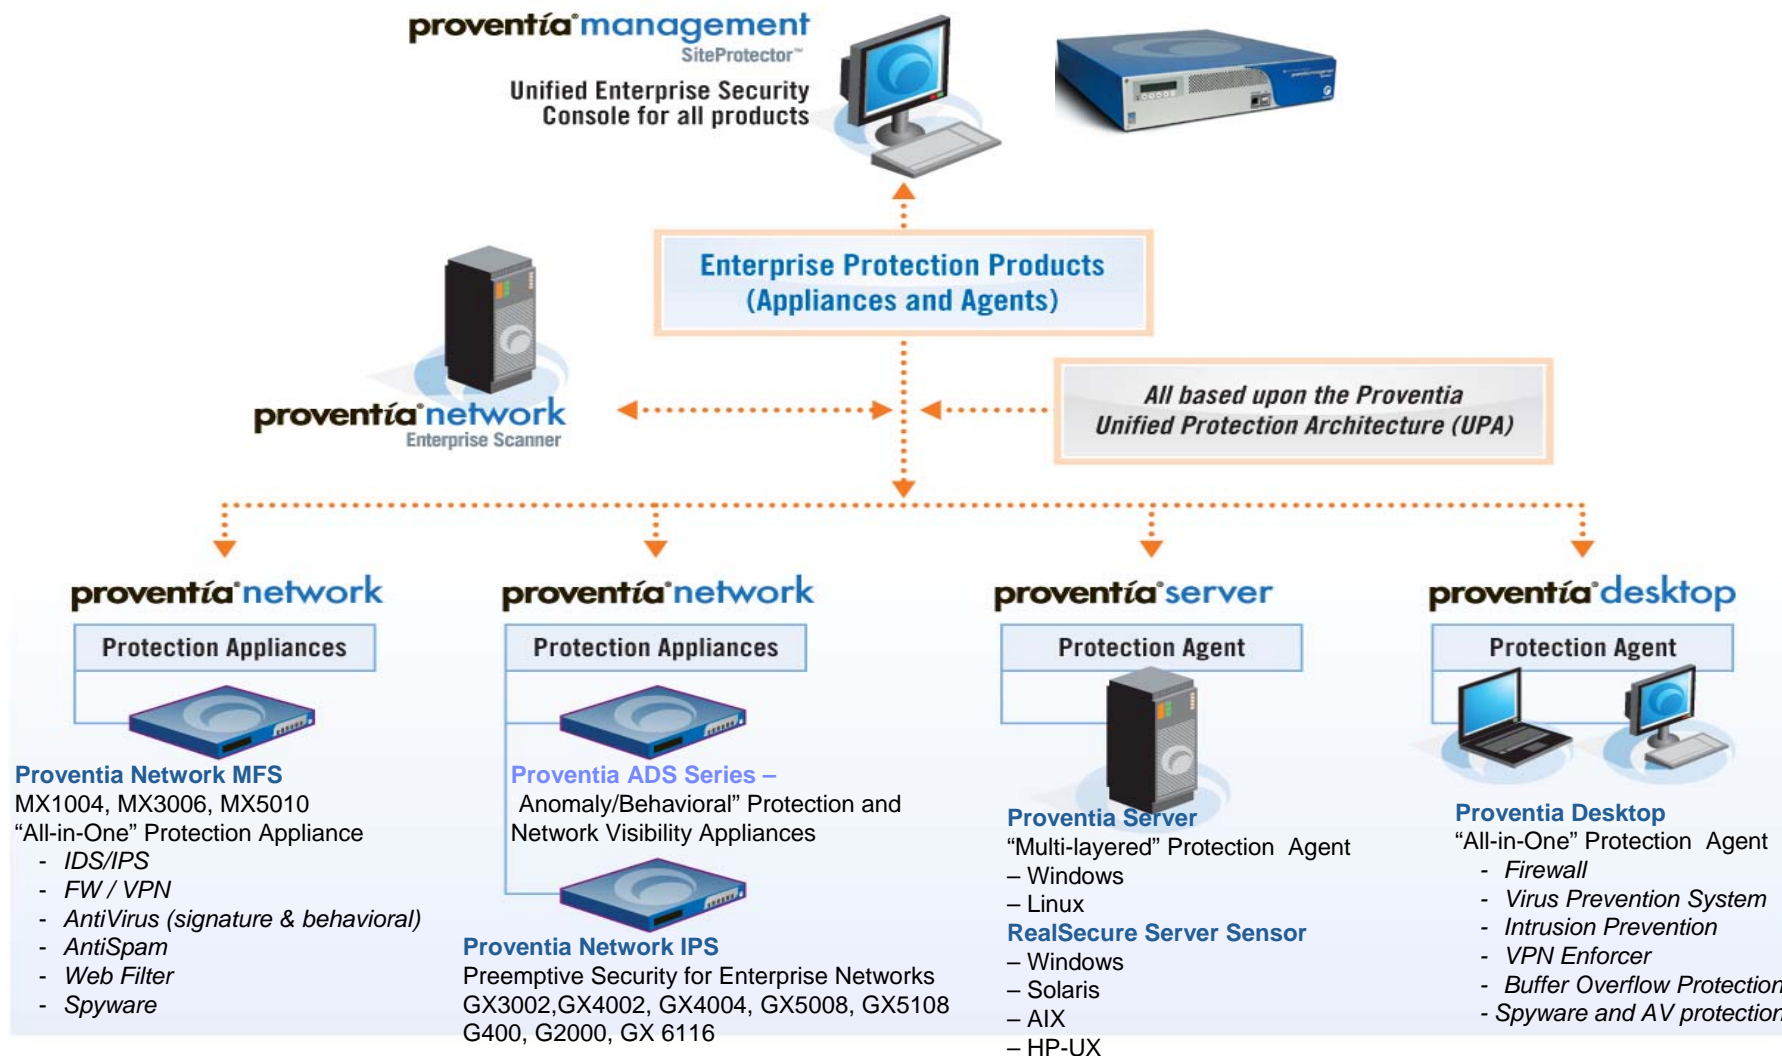 proventía® management
SiteProtector™
Unified Enterprise Security
Console for all products
Enterprise Protection Products
(Appliances and Agents)
proventía® network
Enterprise Scanner
All based upon the Proventia
Unified Protection Architecture (UPA)
proventía® network
Protection Appliances
Proventia Network MFS
MX1004, MX3006, MX5010
“All-in-One” Protection Appliance
- IDS/IPS
- FW / VPN
- AntiVirus (signature & behavioral)
- AntiSpam
- Web Filter
- Spyware
proventía® network
Protection Appliances
Proventia ADS Series –
Anomaly/Behavioral” Protection and
Network Visibility Appliances
Proventia Network IPS
Preemptive Security for Enterprise Networks
GX3002,GX4002, GX4004, GX5008, GX5108
G400, G2000, GX 6116
proventía® server
Protection Agent
Proventia Server
“Multi-layered” Protection Agent
– Windows
– Linux
RealSecure Server Sensor
– Windows
– Solaris
– AIX
– HP-UX
proventía® desktop
Protection Agent
Proventia Desktop
“All-in-One” Protection Agent
- Firewall
- Virus Prevention System
- Intrusion Prevention
- VPN Enforcer
- Buffer Overflow Protection
- Spyware and AV protection